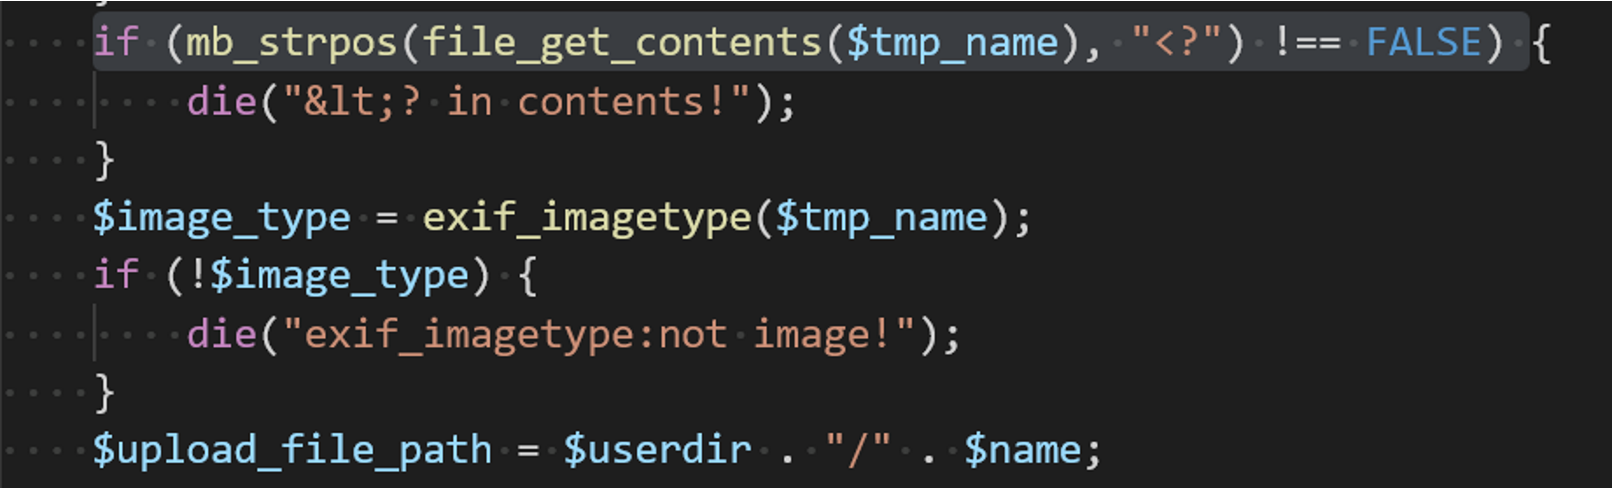 if (mb_strpos(file_get_contents($tmp_name), "<?") !== FALSE) {
die("&lt;? in contents!");
}
$image_type = exif_imagetype($tmp_name);
if (!$image_type) {
die("exif_imagetype:not image!");
}
$upload_file_path = $userdir . "/" . $name;